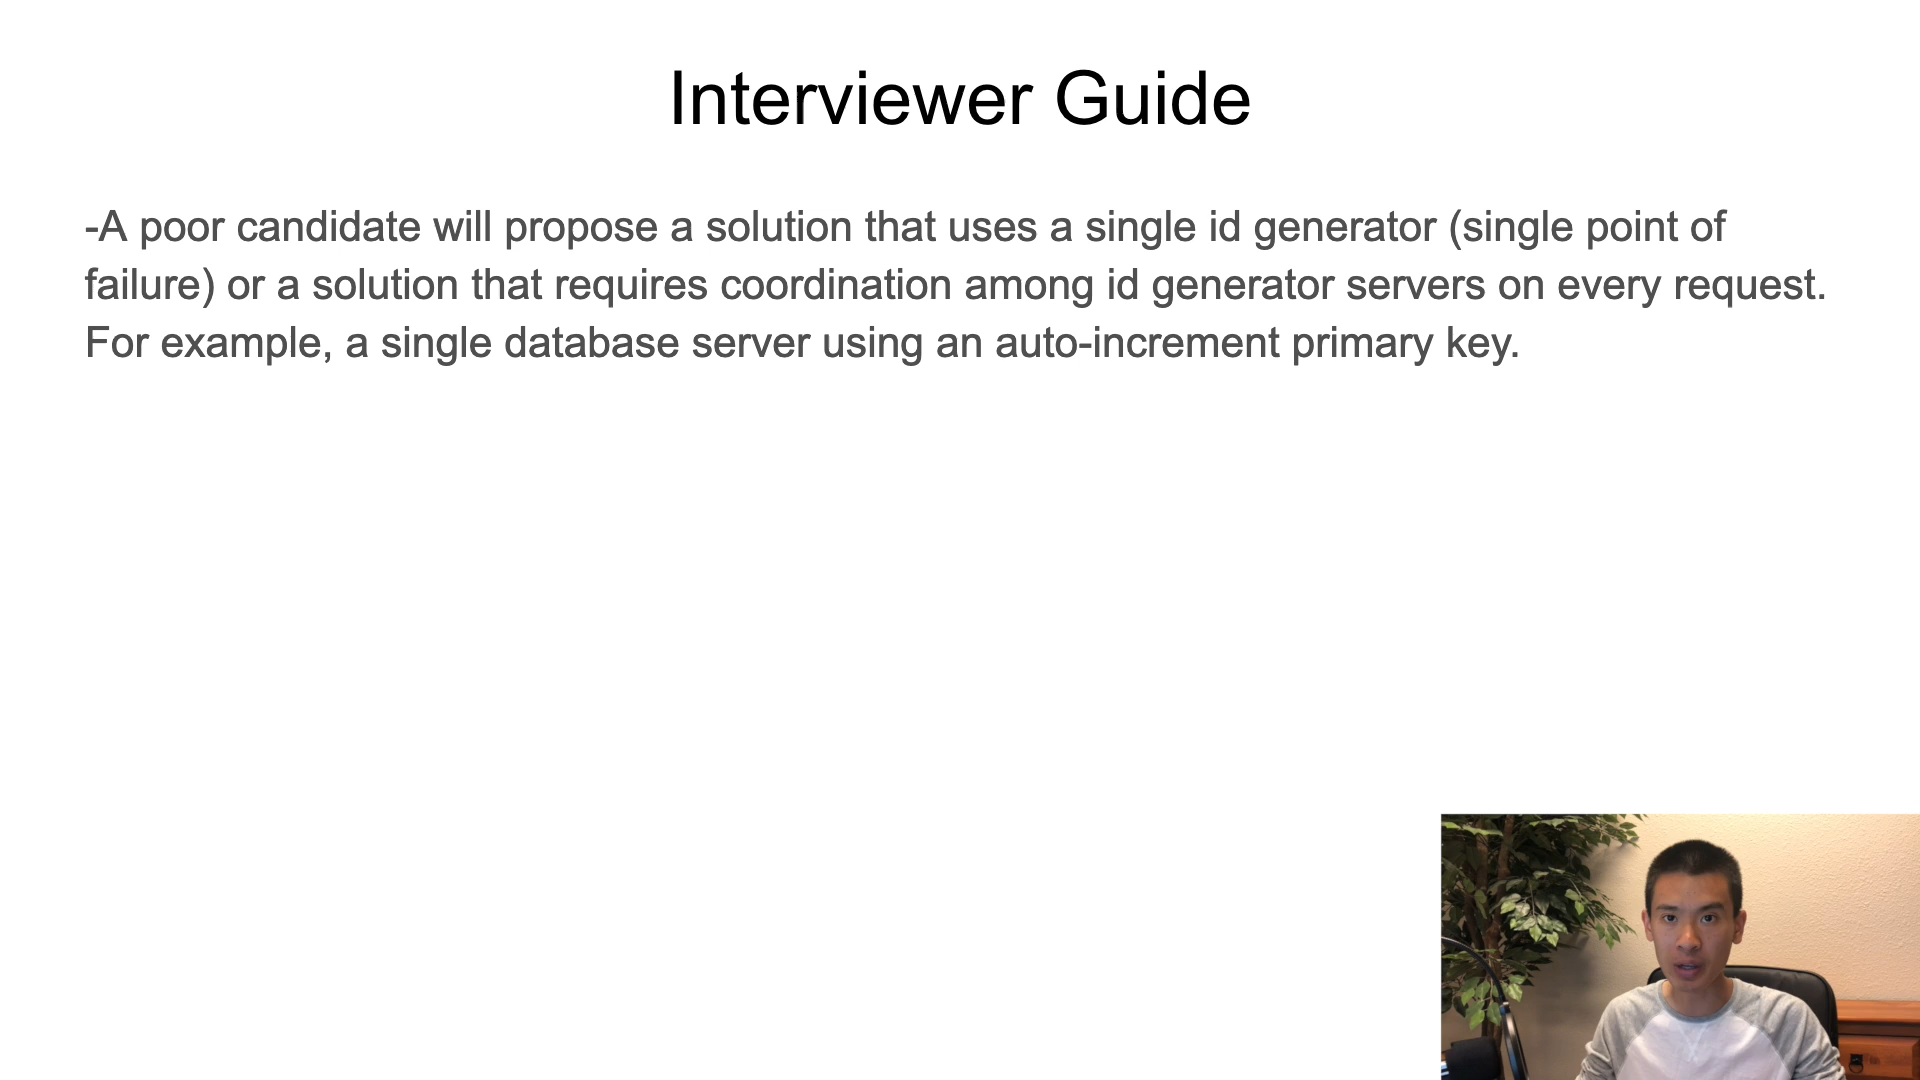 Interviewer Guide
-A poor candidate will propose a solution that uses a single id generator (single point of
failure) or a solution that requires coordination among id generator servers on every request.
For example, a single database server using an auto-increment primary key.